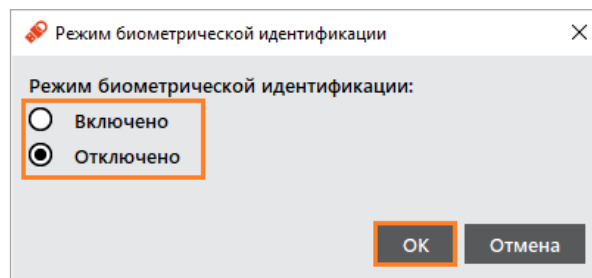 Режим биометрической идентификации
Режим биометрической идентификации:
Включено
Отключено
ОК Отмена